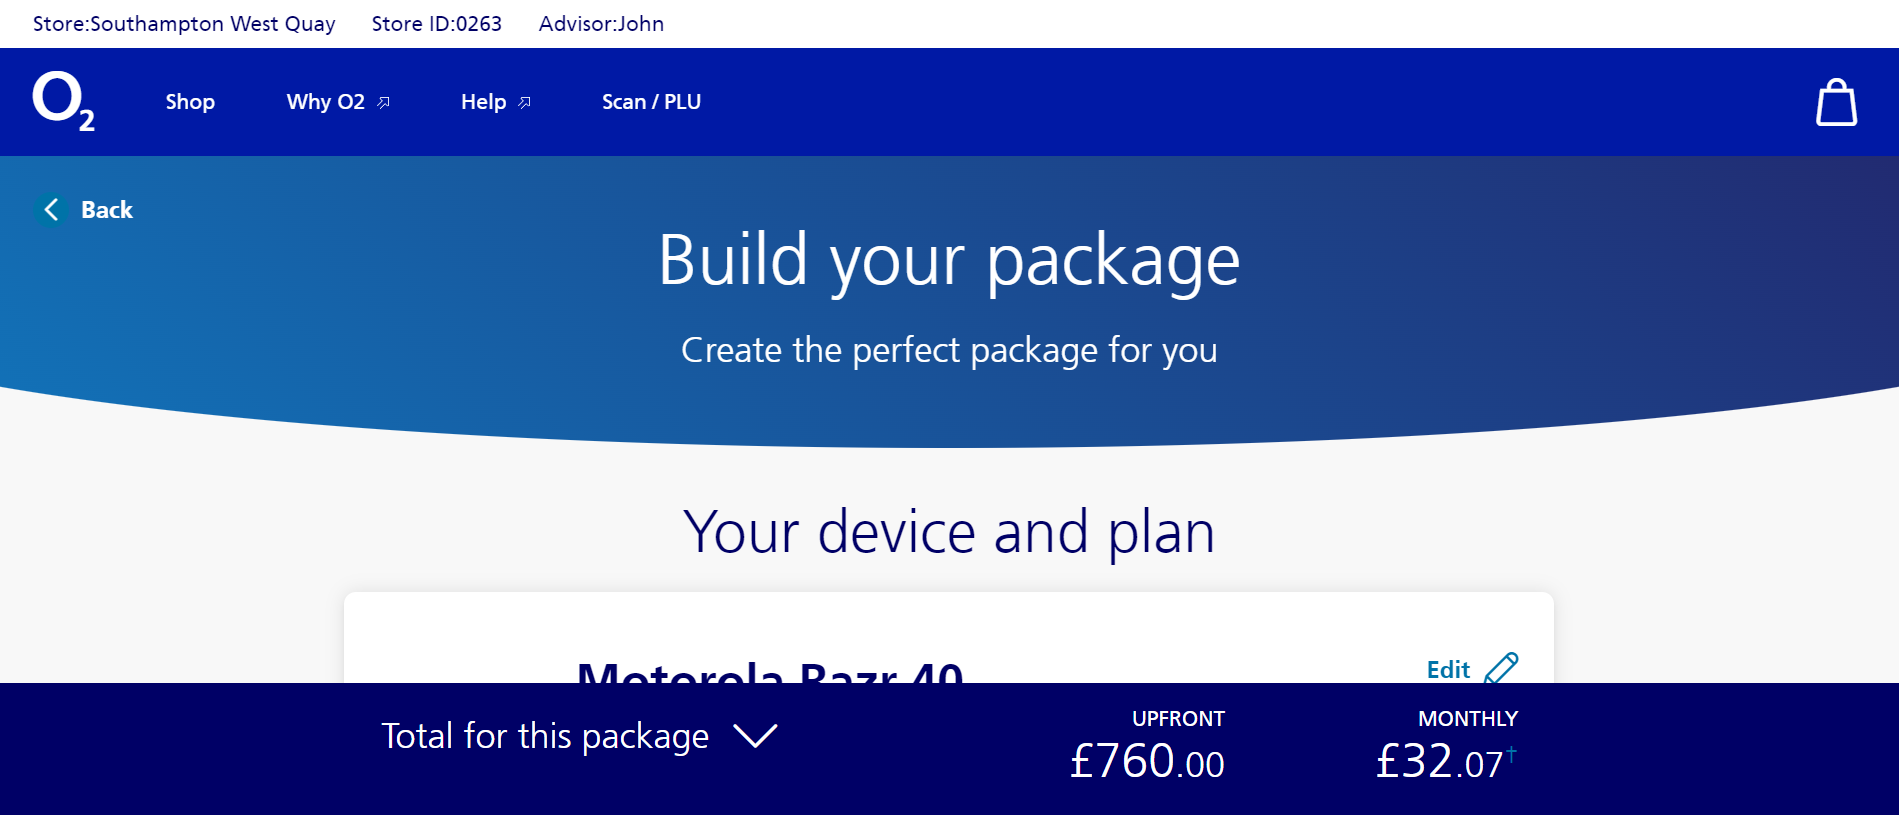 Store:Southampton West Quay Store ID:0263 Advisor:John
O2 Shop Why O2 Help Scan / PLU
Back
Build your package
Create the perfect package for you
Your device and plan
Motorola Razr 40
Edit
Total for this package
UPFRONT
£760.00
MONTHLY
£32.07†